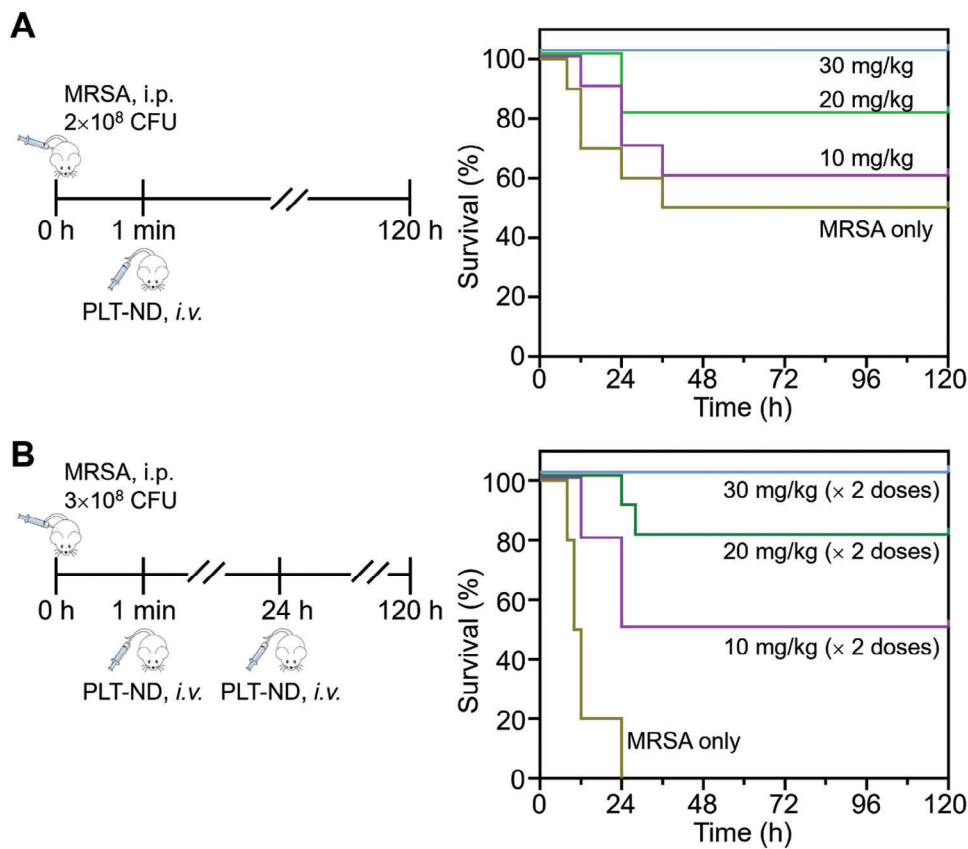 A
MRSA, i.p.
2×10⁸ CFU
0 h
1 min
120 h
PLT-ND, i.v.
Survival (%)
100
80
60
40
20
0
30 mg/kg
20 mg/kg
10 mg/kg
MRSA only
0 24 48 72 96 120
Time (h)
B
MRSA, i.p.
3×10⁸ CFU
0 h
1 min
24 h
120 h
PLT-ND, i.v.
PLT-ND, i.v.
Survival (%)
100
80
60
40
20
0
30 mg/kg (× 2 doses)
20 mg/kg (× 2 doses)
10 mg/kg (× 2 doses)
MRSA only
0 24 48 72 96 120
Time (h)